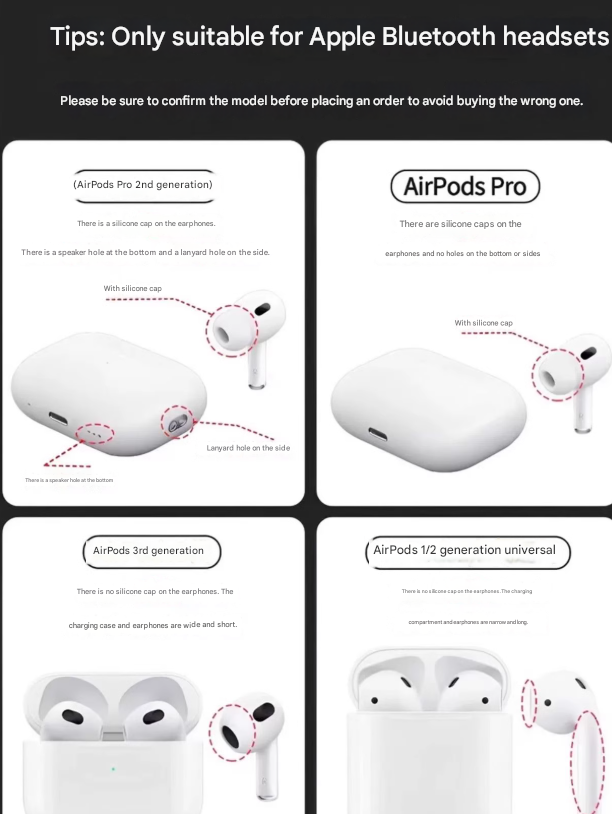 Tips: Only suitable for Apple Bluetooth headsets
Please be sure to confirm the model before placing an order to avoid buying the wrong one.
(AirPods Pro 2nd generation)
There is a silicone cap on the earphones.
There is a speaker hole at the bottom and a lanyard hole on the side.
With silicone cap
Lanyard hole on the side
There is a speaker hole at the bottom
AirPods Pro
There are silicone caps on the
earphones and no holes on the bottom or sides
With silicone cap
AirPods 3rd generation
There is no silicone cap on the earphones. The
charging case and earphones are wide and short.
AirPods 1/2 generation universal
There is no silicone cap on the earphones. The charging
compartment and earphones are narrow and long.